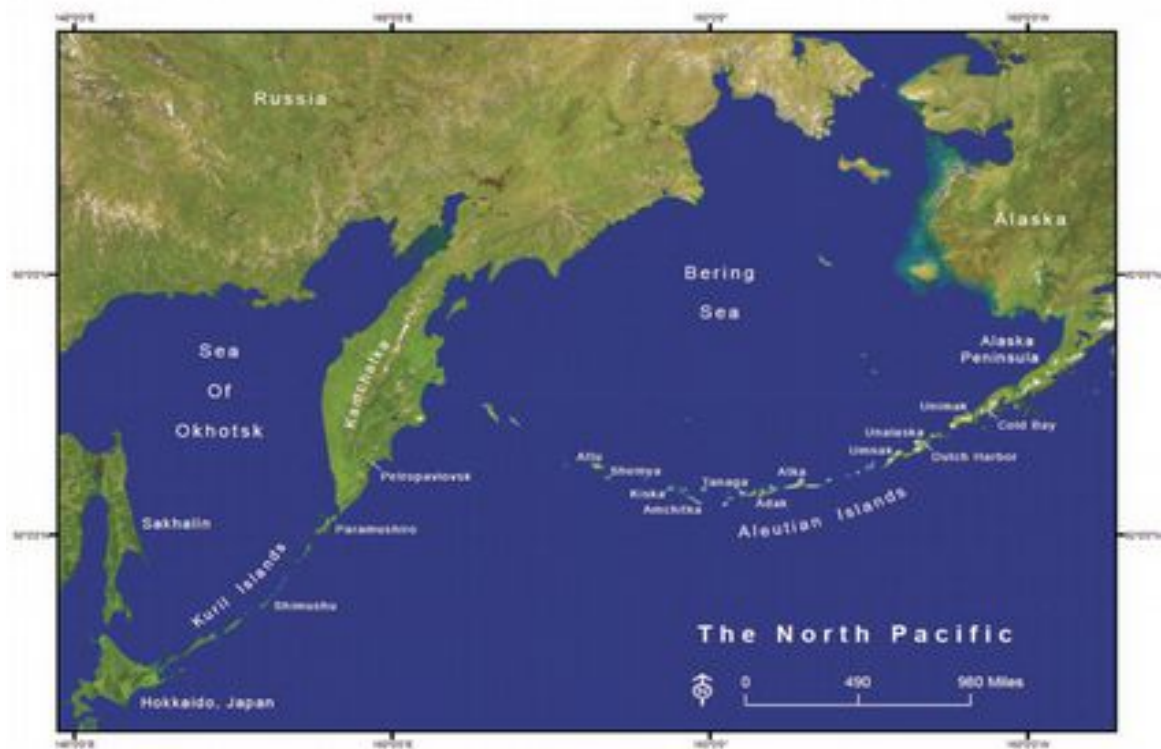 Russia
Alaska
Bering
Sea
Sea
Of
Okhotsk
Kamchatka
Alaska
Peninsula
Unimak
Cold Bay
Unalaska
Dutch Harbor
Umnak
Attu
Shemya
Kiska
Amchitka
Tanaga
Atka
Adak
Aleutian Islands
Petropavlovsk
Paramushiro
Sakhalin
Kuril Islands
Shimushu
Hokkaido, Japan
The North Pacific
0 490 980 Miles